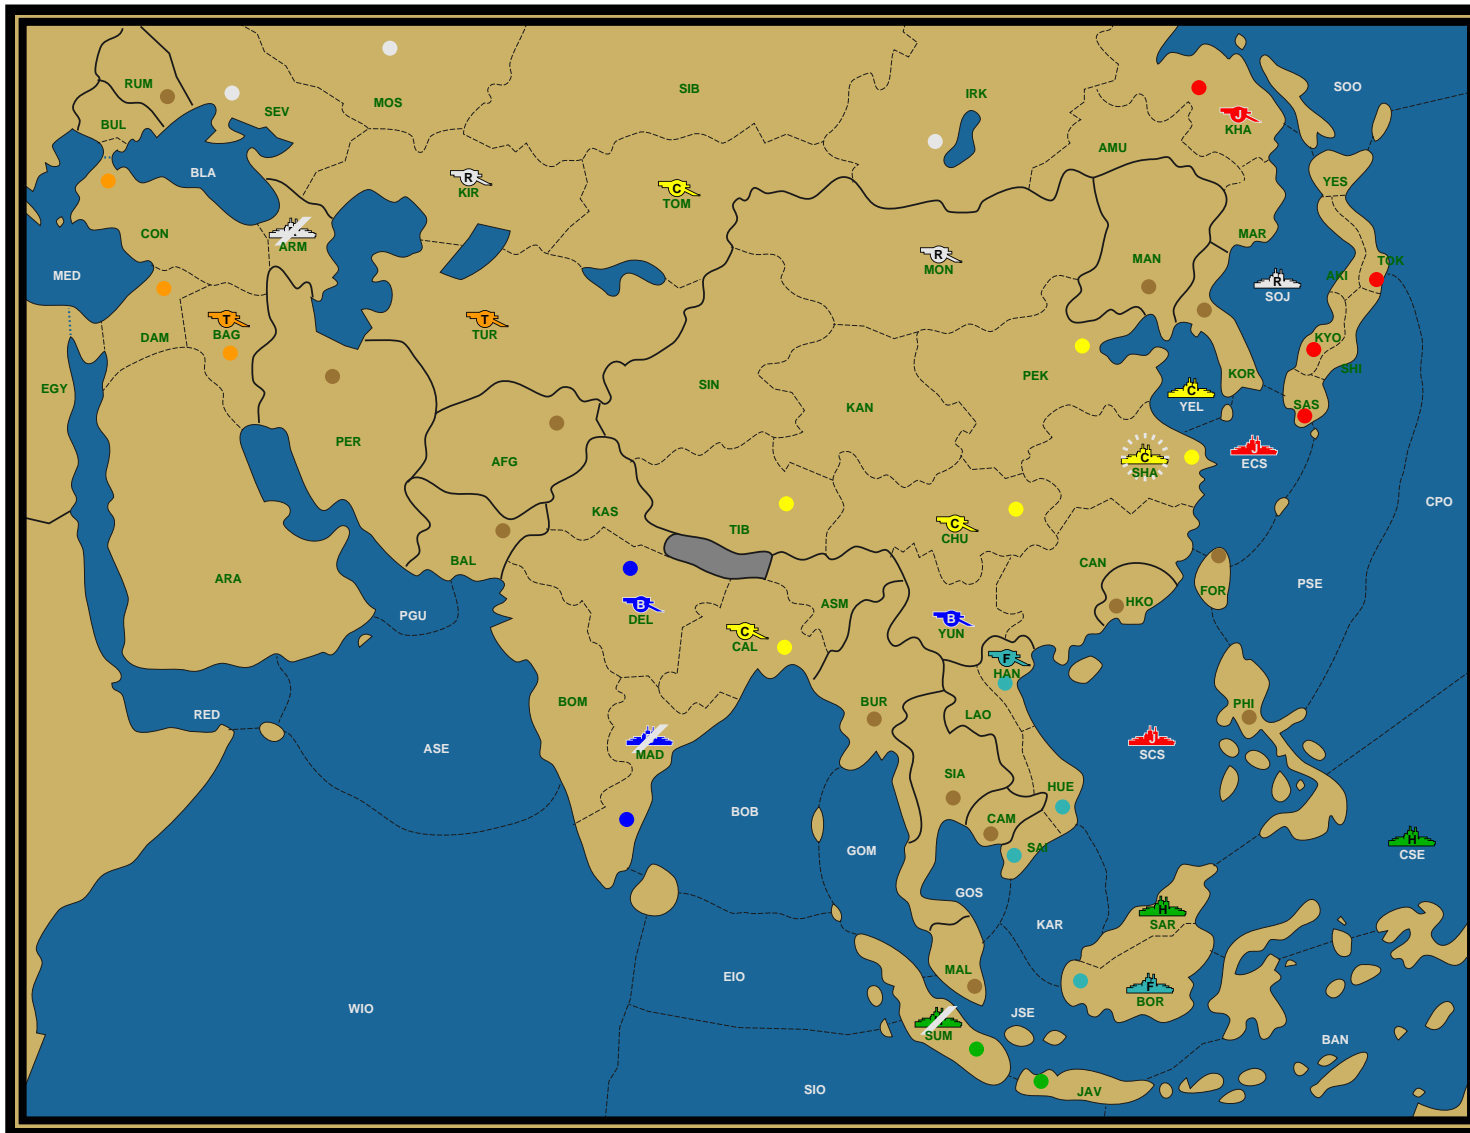 SOO
RUM
SIB
IRK
MOS
SEV
BUL
J
KHA
AMU
BLA
R
KIR
C
TOM
YES
CON
MAR
ARM
R
MON
MAN
TOK
MED
AKI
R
SOJ
T
BAG
T
TUR
DAM
KYO
SHI
EGY
SIN
PEK
KOR
KAN
C
YEL
SAS
PER
AFG
J
ECS
C
SHA
CPO
KAS
TIB
C
CHU
BAL
CAN
ARA
PSE
FOR
HKO
PGU
B
DEL
ASM
B
YUN
C
CAL
F
HAN
BOM
BUR
PHI
RED
LAO
ASE
MAD
J
SCS
SIA
HUE
BOB
CAM
SAI
H
CSE
GOM
GOS
H
SAR
KAR
MAL
EIO
F
BOR
WIO
JSE
SUM
BAN
SIO
JAV